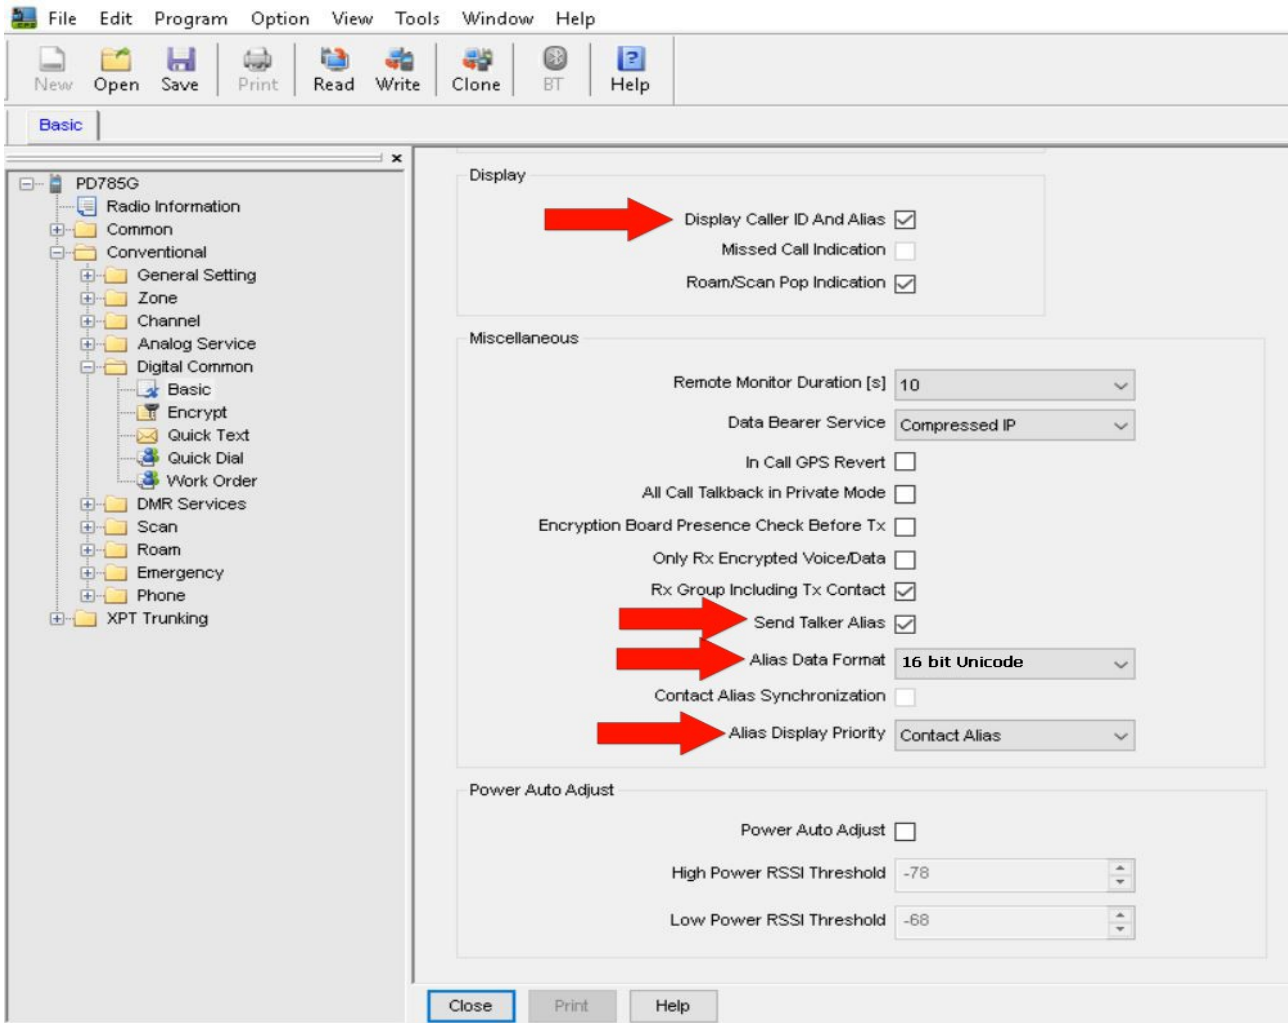 File Edit Program Option View Tools Window Help
New Open Save Print Read Write Clone BT Help
Basic
PD785G
Radio Information
Common
Conventional
General Setting
Zone
Channel
Analog Service
Digital Common
Basic
Encrypt
Quick Text
Quick Dial
Work Order
DMR Services
Scan
Roam
Emergency
Phone
XPT Trunking
Display
Display Caller ID And Alias
Missed Call Indication
Roam/Scan Pop Indication
Miscellaneous
Remote Monitor Duration [s] 10
Data Bearer Service Compressed IP
In Call GPS Revert
All Call Talkback in Private Mode
Encryption Board Presence Check Before Tx
Only Rx Encrypted Voice/Data
Rx Group Including Tx Contact
Send Talker Alias
Alias Data Format 16 bit Unicode
Contact Alias Synchronization
Alias Display Priority Contact Alias
Power Auto Adjust
Power Auto Adjust
High Power RSSI Threshold -78
Low Power RSSI Threshold -68
Close Print Help